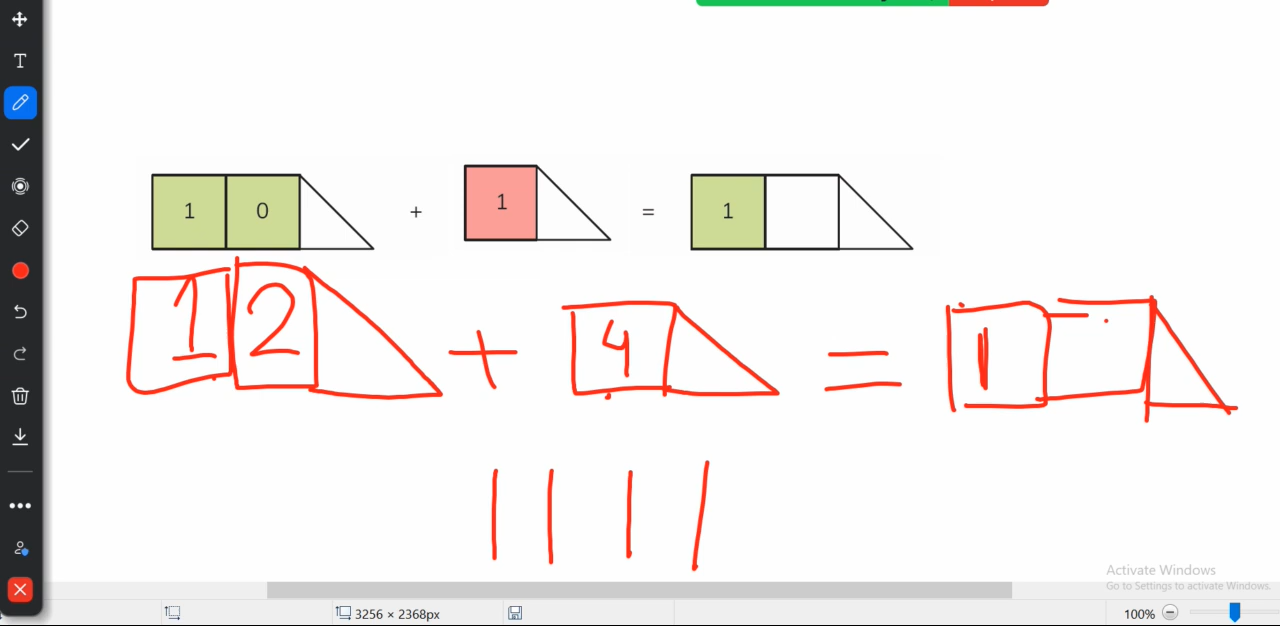 1 0 + 1 = 1
1 2 + 4 = 1
| | | |
Activate Windows
Go to Settings to activate Windows.
3256 × 2368px 100%